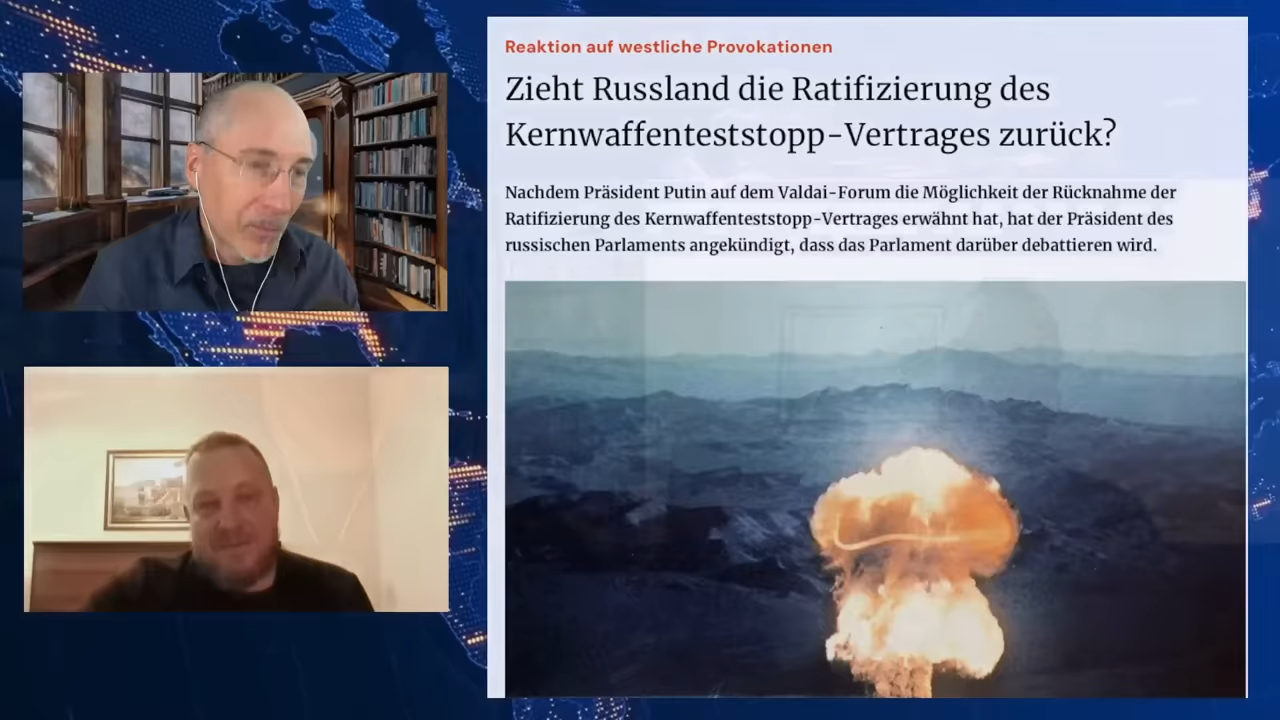 Reaktion auf westliche Provokationen
Zieht Russland die Ratifizierung des
Kernwaffenteststopp-Vertrages zurück?
Nachdem Präsident Putin auf dem Valdai-Forum die Möglichkeit der Rücknahme der
Ratifizierung des Kernwaffenteststopp-Vertrages erwähnt hat, hat der Präsident des
russischen Parlaments angekündigt, dass das Parlament darüber debattieren wird.